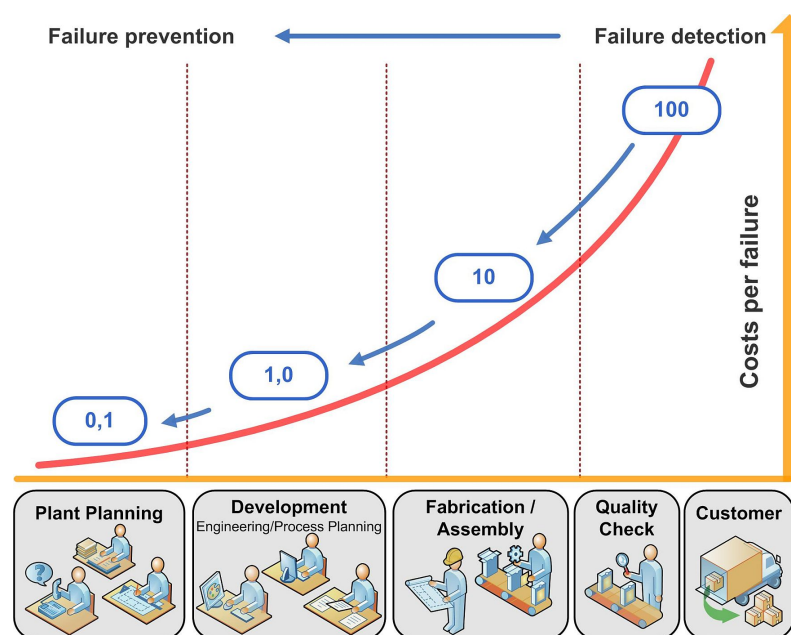 Failure prevention
Failure detection
100
10
1,0
0,1
Costs per failure
Plant Planning
Development
Engineering/Process Planning
Fabrication /
Assembly
Quality
Check
Customer
?